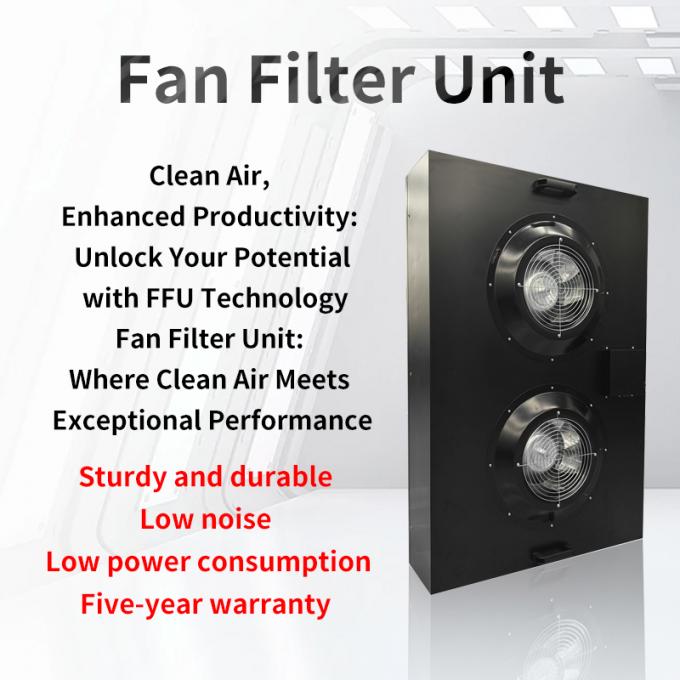 Fan Filter Unit
Clean Air,
Enhanced Productivity:
Unlock Your Potential
with FFU Technology
Fan Filter Unit:
Where Clean Air Meets
Exceptional Performance
Sturdy and durable
Low noise
Low power consumption
Five-year warranty